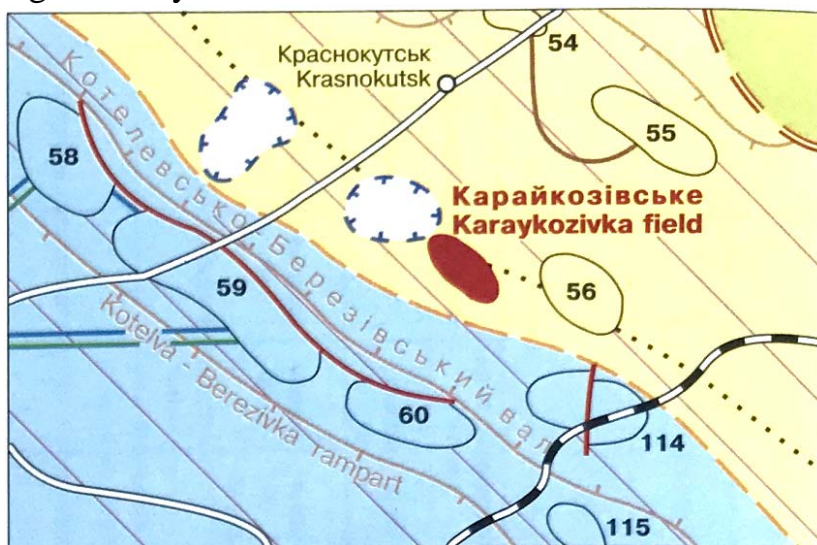 Краснокутськ
Krasnokutsk
54
55
58
Котелевсько Березівський вал
Карайкозівське
Karaykozivka field
59
56
Kotelva - Berezivka rampart
60
114
115